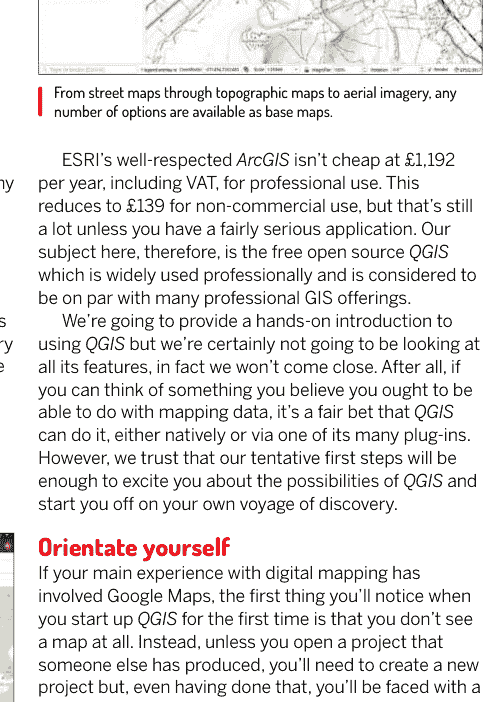 From street maps through topographic maps to aerial imagery, any
number of options are available as base maps.
ESRI's well-respected ArcGIS isn't cheap at £1,192
per year, including VAT, for professional use. This
reduces to £139 for non-commercial use, but that's still
a lot unless you have a fairly serious application. Our
subject here, therefore, is the free open source QGIS
which is widely used professionally and is considered to
be on par with many professional GIS offerings.
We're going to provide a hands-on introduction to
using QGIS but we're certainly not going to be looking at
all its features, in fact we won't come close. After all, if
you can think of something you believe you ought to be
able to do with mapping data, it's a fair bet that QGIS
can do it, either natively or via one of its many plug-ins.
However, we trust that our tentative first steps will be
enough to excite you about the possibilities of QGIS and
start you off on your own voyage of discovery.
Orientate yourself
If your main experience with digital mapping has
involved Google Maps, the first thing you'll notice when
you start up QGIS for the first time is that you don't see
a map at all. Instead, unless you open a project that
someone else has produced, you'll need to create a new
project but, even having done that, you'll be faced with a